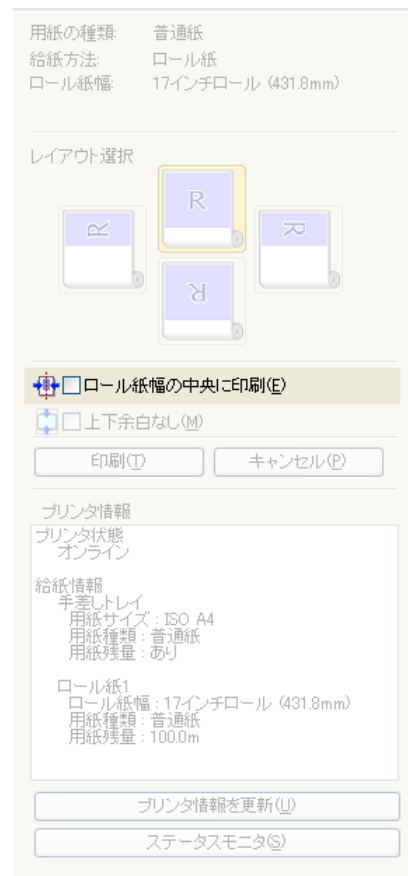 用紙の種類: 普通紙
給紙方法: ロール紙
ロール紙幅: 17インチロール (431.8mm)
レイアウト選択
R
R
R
R
ロール紙幅の中央に印刷(E)
上下余白なし(M)
印刷(T) キャンセル(P)
プリンタ情報
プリンタ状態
オンライン
給紙情報
手差しトレイ
用紙サイズ : ISO A4
用紙種類 : 普通紙
用紙残量 : あり
ロール紙1
ロール紙幅 : 17インチロール (431.8mm)
用紙種類 : 普通紙
用紙残量 : 100.0m
プリンタ情報を更新(U)
ステータスモニタ(S)